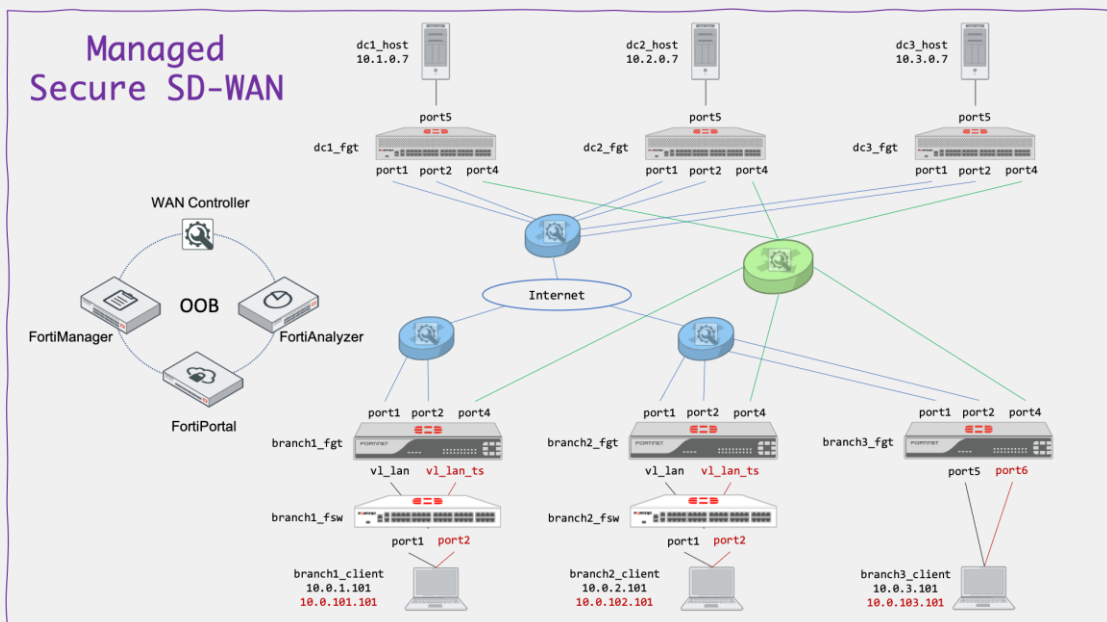 Managed
Secure SD-WAN
dc1_host
10.1.0.7
dc2_host
10.2.0.7
dc3_host
10.3.0.7
port5
port5
port5
dc1_fgt
dc2_fgt
dc3_fgt
port1 port2 port4
port1 port2 port4
port1 port2 port4
WAN Controller
OOB
FortiManager
FortiAnalyzer
FortiPortal
Internet
port1 port2 port4
port1 port2 port4
port1 port2 port4
branch1_fgt
FORTINET
branch2_fgt
FORTINET
branch3_fgt
FORTINET
vl_lan vl_lan_ts
vl_lan vl_lan_ts
port5 port6
branch1_fsw
branch2_fsw
port1 port2
port1 port2
branch1_client
10.0.1.101
10.0.101.101
branch2_client
10.0.2.101
10.0.102.101
branch3_client
10.0.3.101
10.0.103.101